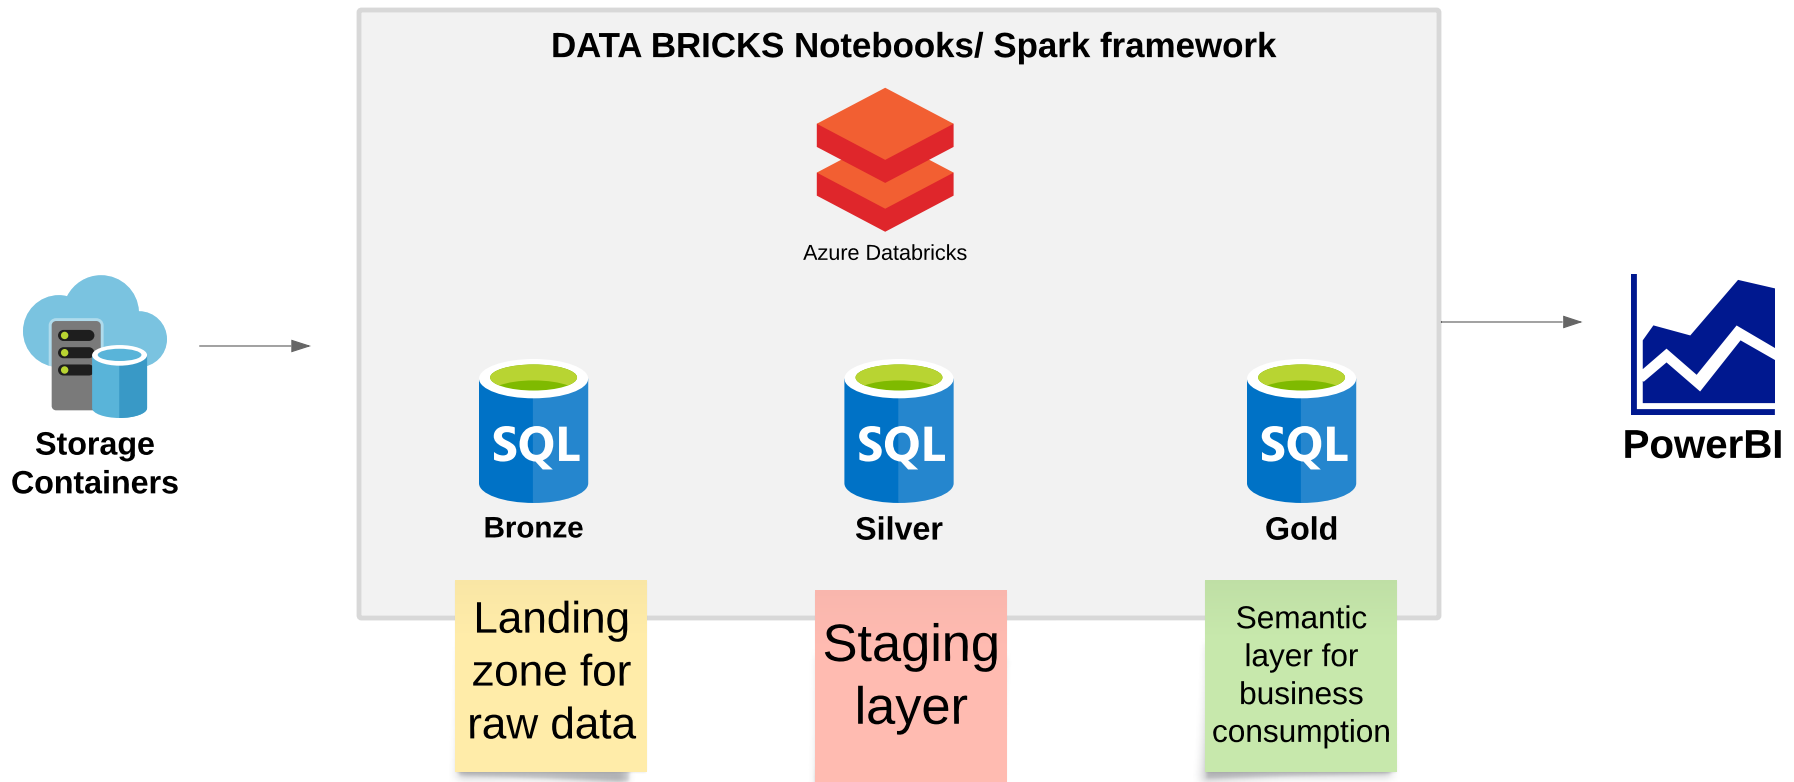 DATA BRICKS Notebooks/ Spark framework
Azure Databricks
Storage
Containers
SQL
SQL
SQL
Bronze
Silver
Gold
PowerBI
Landing
zone for
raw data
Staging
layer
Semantic
layer for
business
consumption